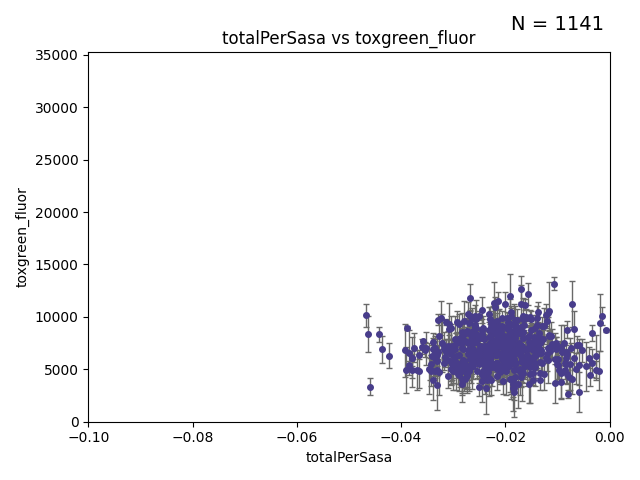 N = 1141
totalPerSasa vs toxgreen_fluor
35000
30000
25000
20000
15000
10000
5000
0
toxgreen_fluor
−0.10 −0.08 −0.06 −0.04 −0.02 0.00
totalPerSasa